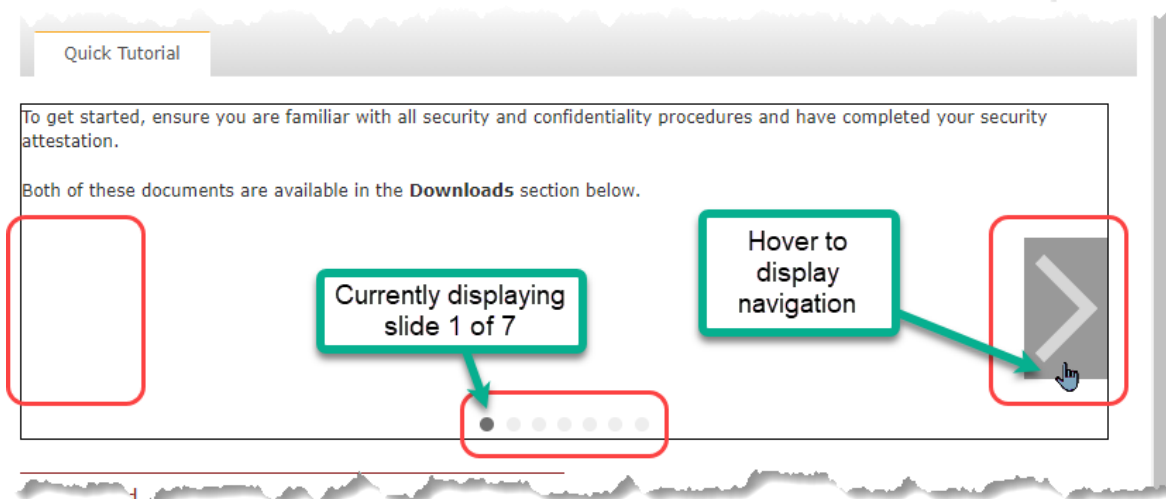 Quick Tutorial
To get started, ensure you are familiar with all security and confidentiality procedures and have completed your security
attestation.
Both of these documents are available in the Downloads section below.
Hover to
display
navigation
Currently displaying
slide 1 of 7